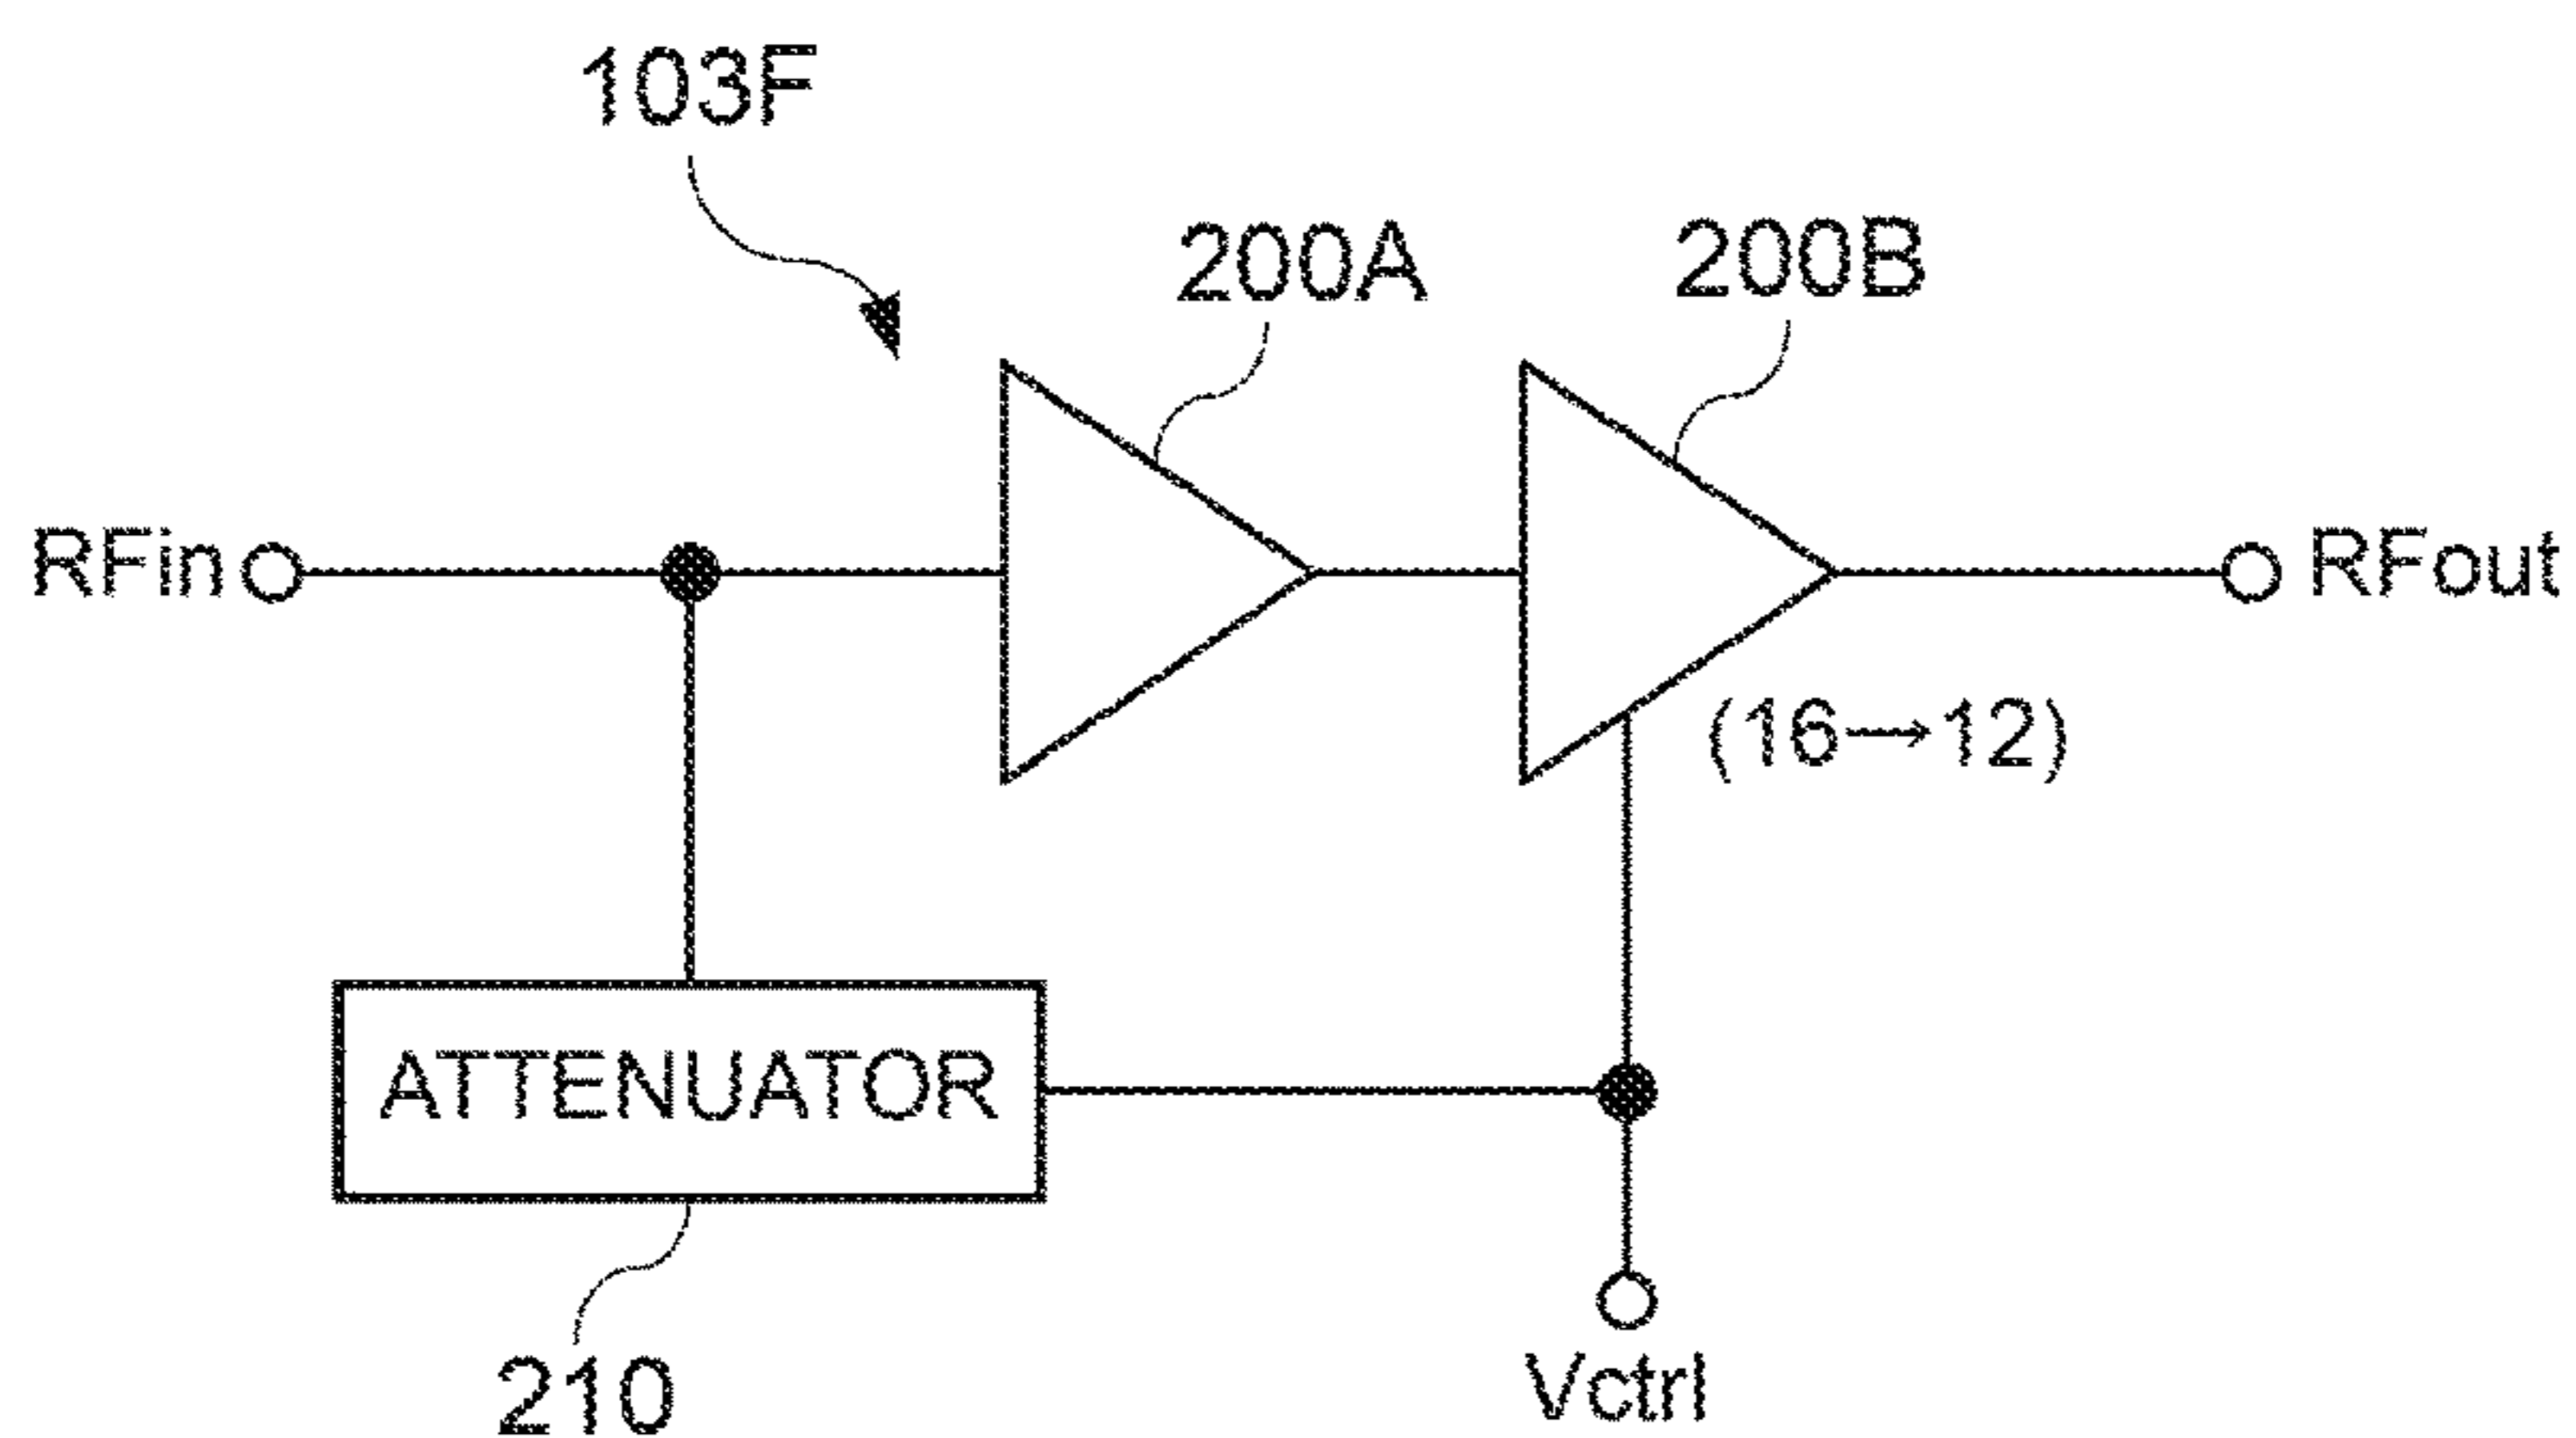 103F
200A
200B
RFin
RFout
(16→12)
ATTENUATOR
210
Vctrl